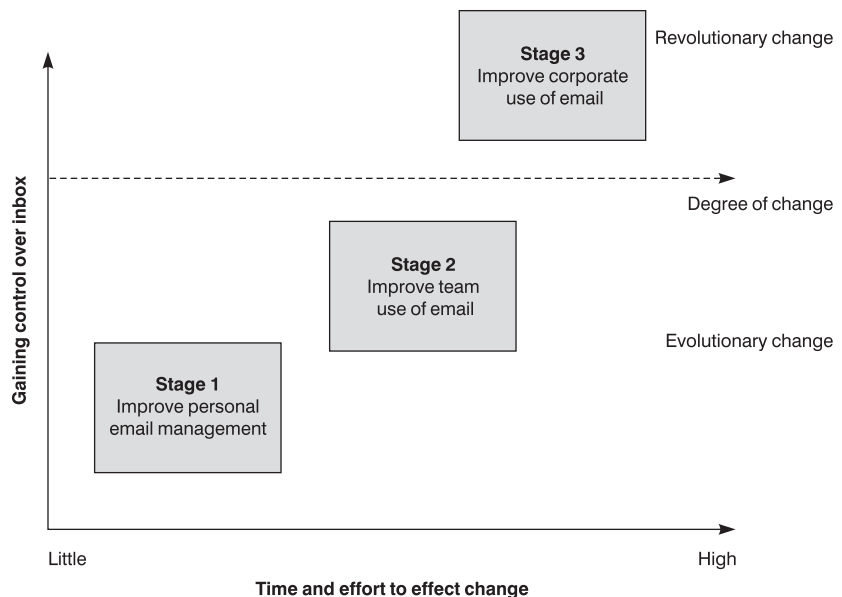 Revolutionary change
Stage 3
Improve corporate
use of email
Degree of change
Gaining control over inbox
Stage 2
Improve team
use of email
Evolutionary change
Stage 1
Improve personal
email management
Little
High
Time and effort to effect change